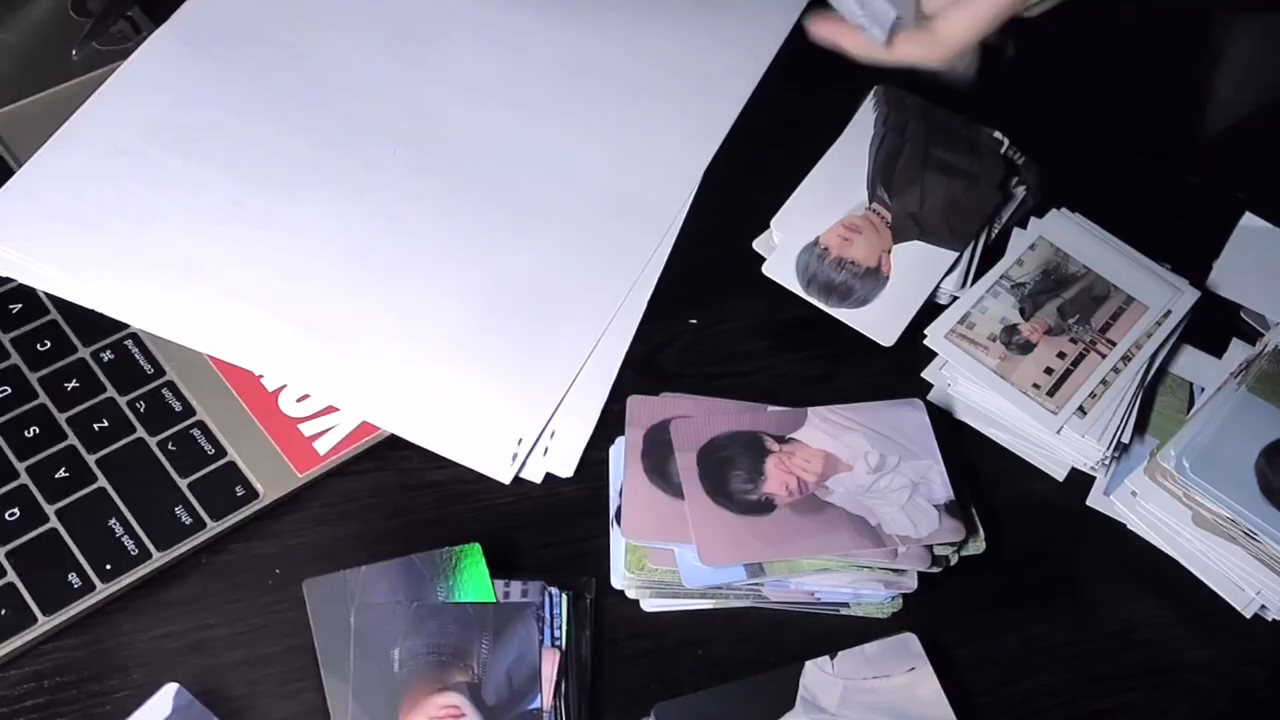 command
option
control
fn
shift
caps lock
tab
V
C
X
Z
S
A
Q